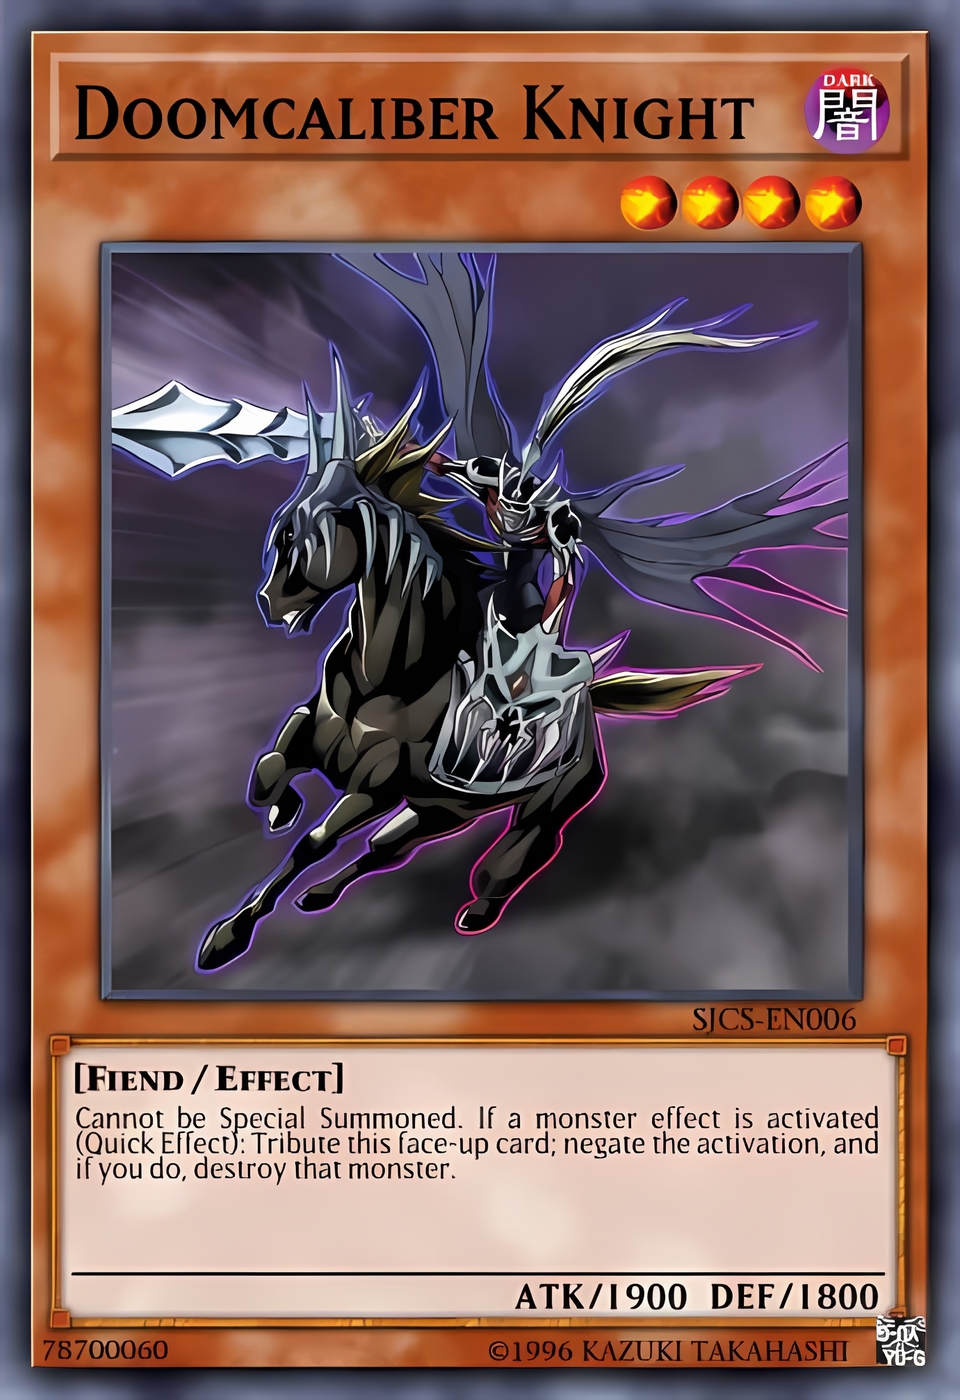 DOOMCALIBER KNIGHT
DARK
闇
SJCS-EN006
[FIEND / EFFECT]
Cannot be Special Summoned. If a monster effect is activated
(Quick Effect): Tribute this face-up card; negate the activation, and
if you do, destroy that monster.
ATK/1900 DEF/1800
78700060
©1996 KAZUKI TAKAHASHI